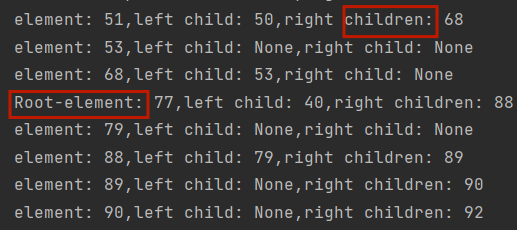 element: 51,left child: 50,right children: 68
element: 53,left child: None,right child: None
element: 68,left child: 53,right child: None
Root-element: 77,left child: 40,right children: 88
element: 79,left child: None,right child: None
element: 88,left child: 79,right children: 89
element: 89,left child: None,right children: 90
element: 90,left child: None,right children: 92